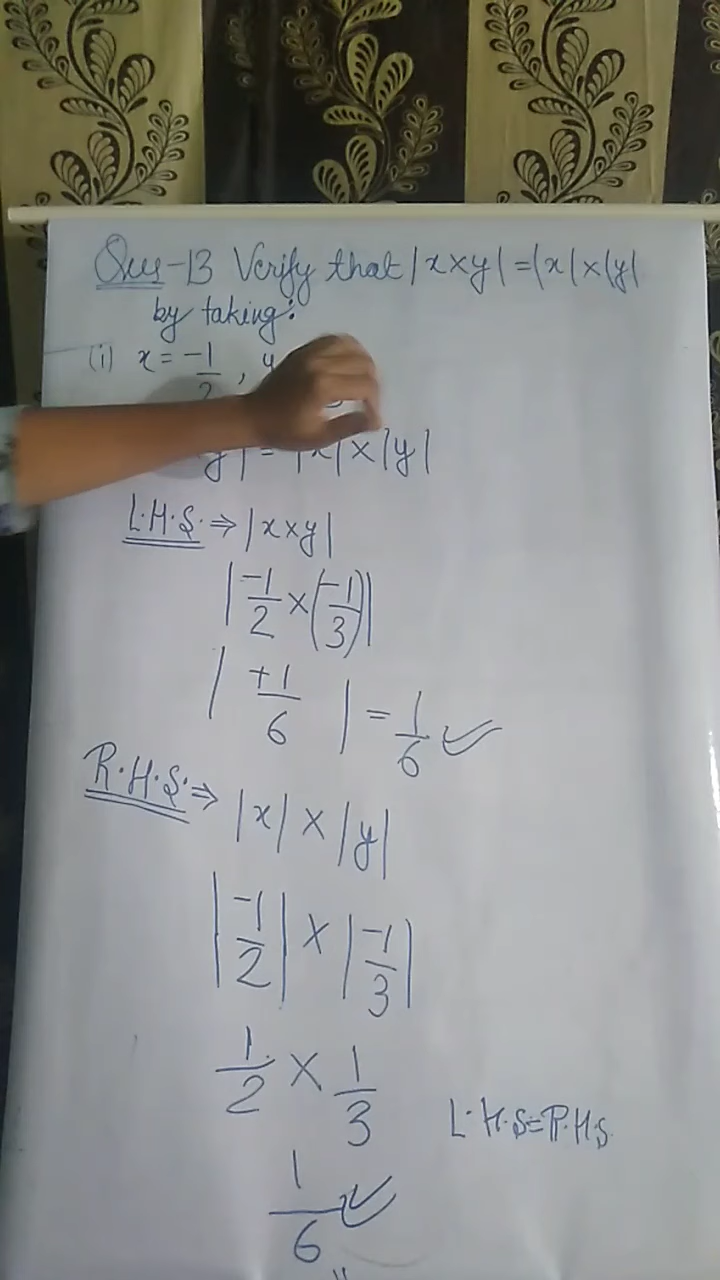 Ques-13 Verify that |x×y| = |x|×|y|
by taking:
(i) x = -1/2, y
y| = |x|×|y|
L.H.S. ⇒ |x×y|
|-1/2 × (-1/3)|
|+1/6| = 1/6 ✓
R.H.S. ⇒ |x| × |y|
|-1/2| × |-1/3|
1/2 × 1/3
L.H.S=R.H.S.
1/6 ✓